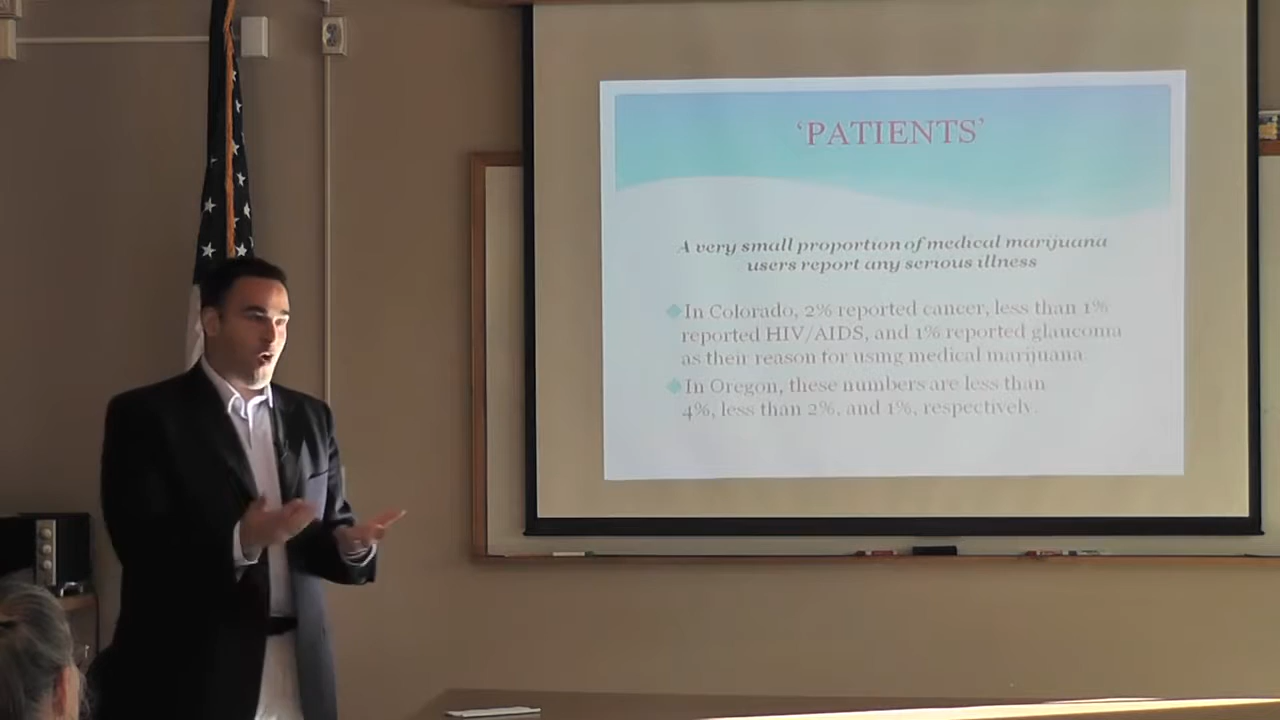 ‘PATIENTS’
A very small proportion of medical marijuana
users report any serious illness
In Colorado, 2% reported cancer, less than 1%
reported HIV/AIDS, and 1% reported glaucoma
as their reason for using medical marijuana.
In Oregon, these numbers are less than
4%, less than 2%, and 1%, respectively.